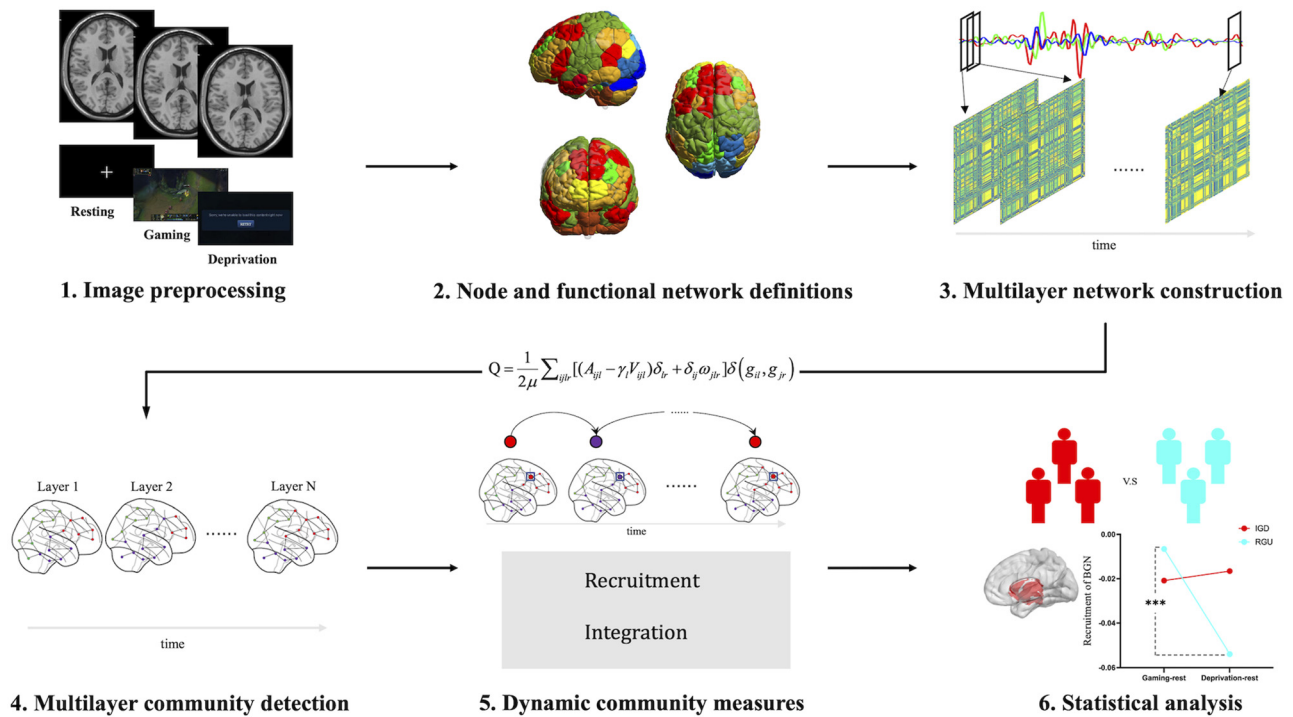 Resting
Gaming
Deprivation
RETRY
1. Image preprocessing
2. Node and functional network definitions
......
time
3. Multilayer network construction
Q = 1/2μ ∑ijlr [(Aijl − γlVijl)δlr + δijωjlr]δ(gil, gjr)
Layer 1
Layer 2
Layer N
......
time
4. Multilayer community detection
......
......
time
Recruitment
Integration
5. Dynamic community measures
V.S
IGD
RGU
0.00
-0.02
-0.04
-0.06
Recruitment of BGN
***
Gaming-rest
Deprivation-rest
6. Statistical analysis